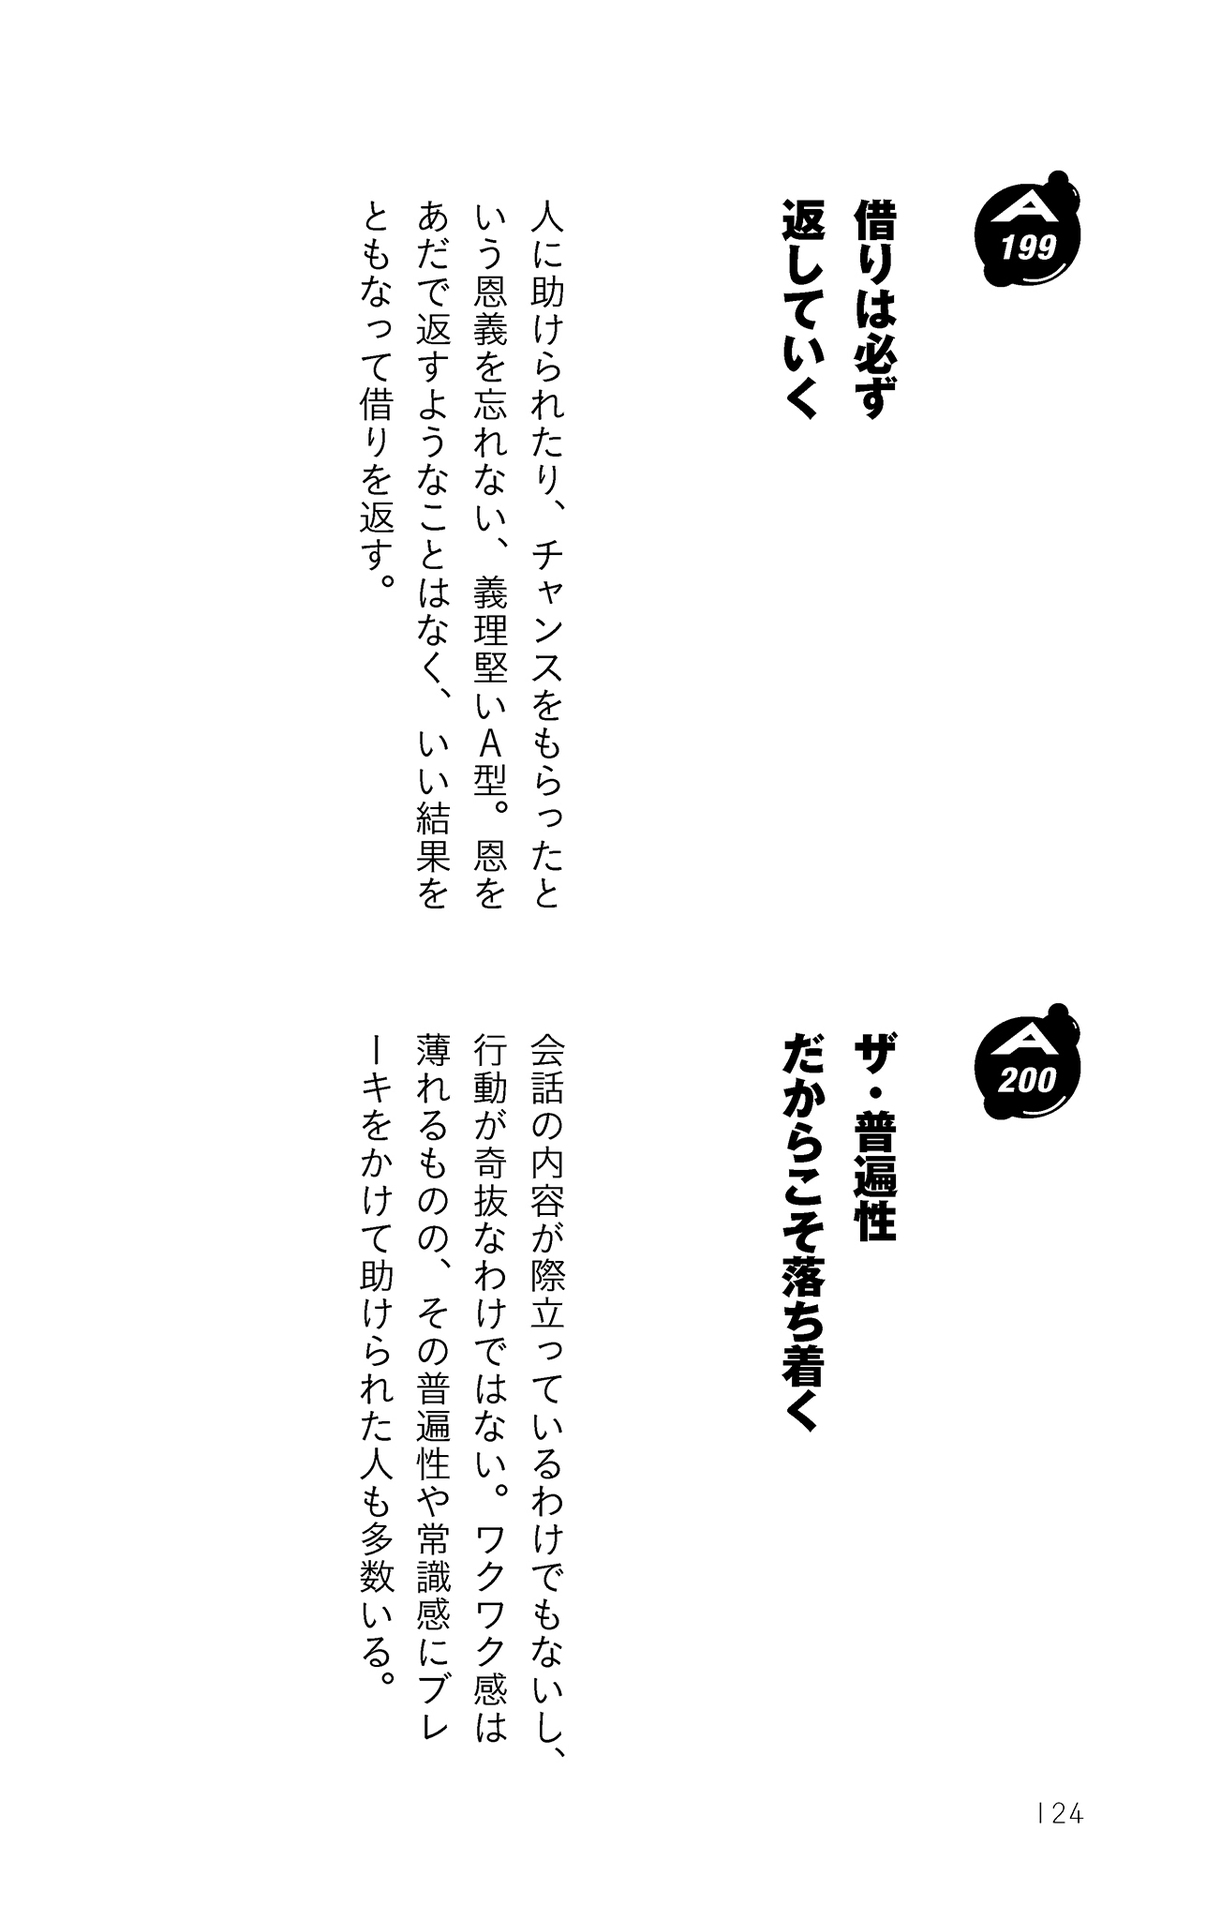 A
199
借りは必ず
返していく
人に助けられたり、チャンスをもらったと
いう恩義を忘れない、義理堅いA型。恩を
あだで返すようなことはなく、いい結果を
ともなって借りを返す。
A
200
ザ・普遍性
だからこそ落ち着く
会話の内容が際立っているわけでもないし、
行動が奇抜なわけではない。ワクワク感は
薄れるものの、その普遍性や常識感にブレ
ーキをかけて助けられた人も多数いる。
124